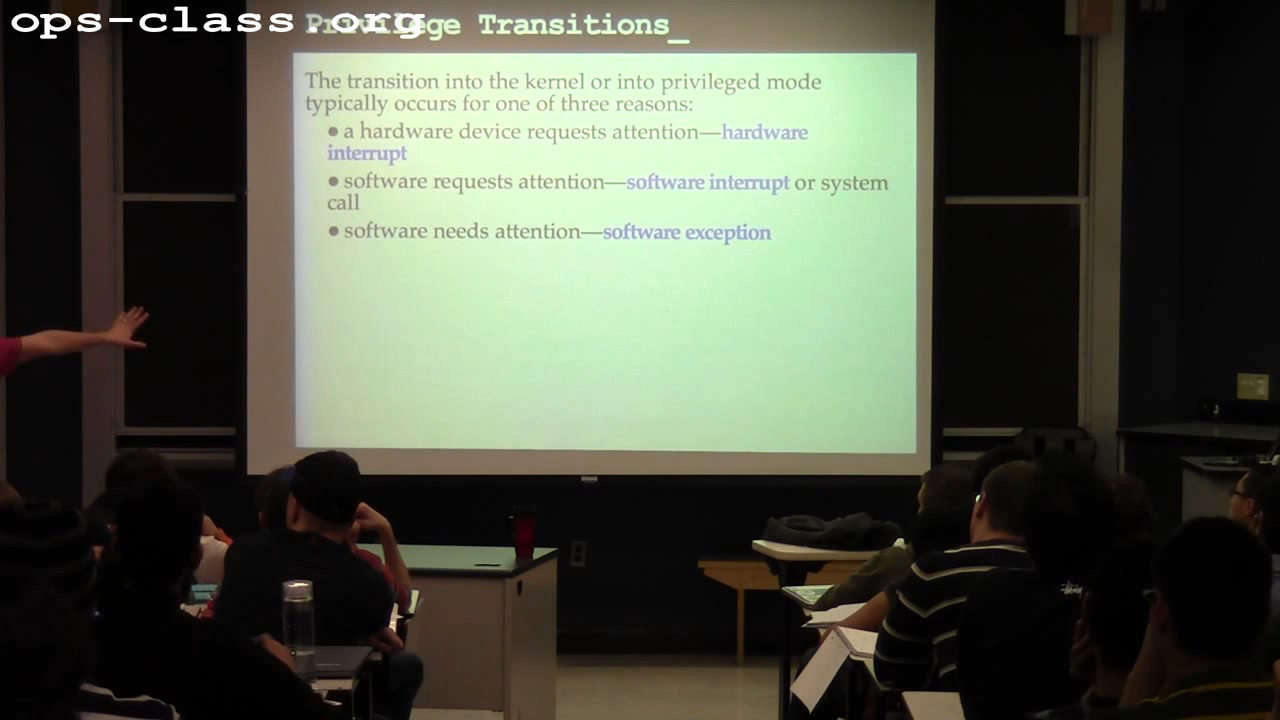 ops-class.org
Privilege Transitions_
The transition into the kernel or into privileged mode
typically occurs for one of three reasons:
● a hardware device requests attention—hardware
interrupt
● software requests attention—software interrupt or system
call
● software needs attention—software exception